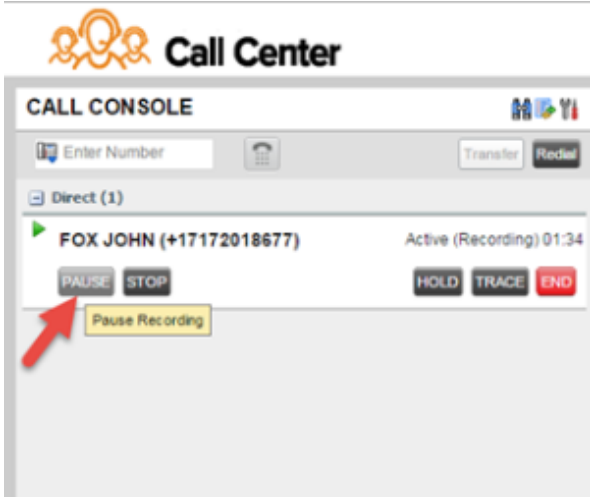 Call Center
CALL CONSOLE
Enter Number
Transfer Redial
Direct (1)
FOX JOHN (+17172018677) Active (Recording) 01:34
PAUSE STOP HOLD TRACE END
Pause Recording